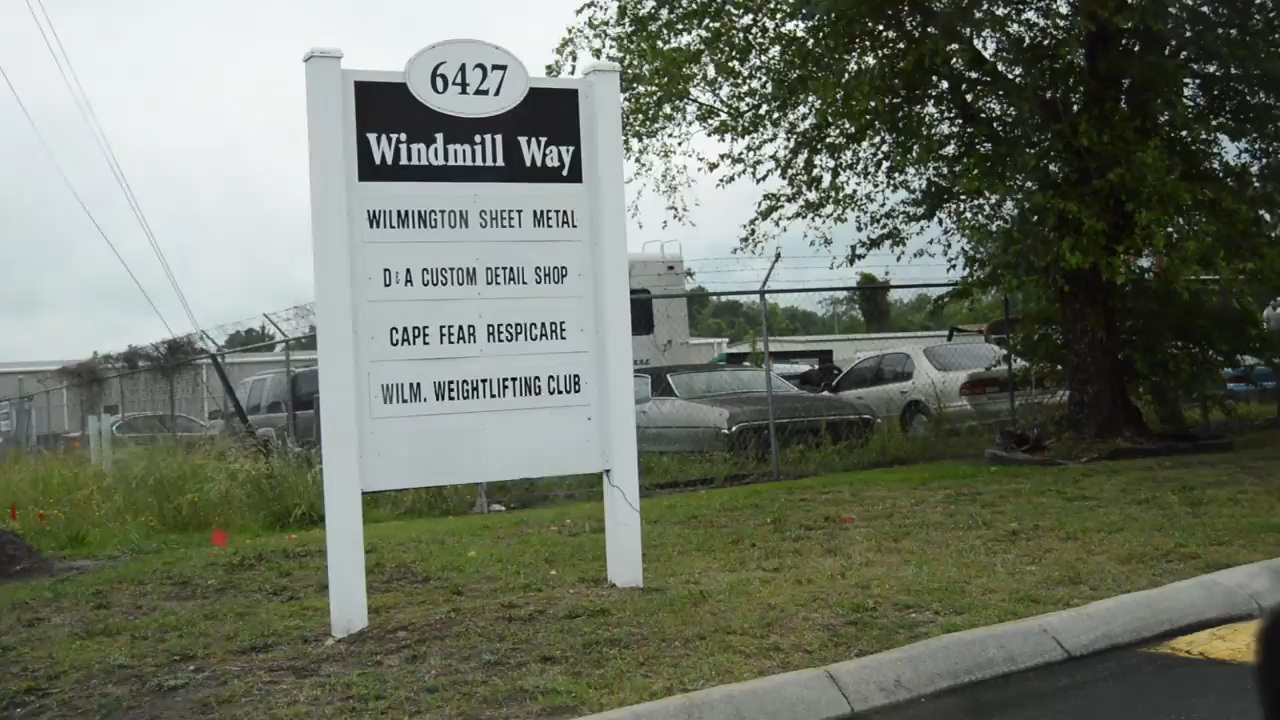 6427
Windmill Way
WILMINGTON SHEET METAL
D&A CUSTOM DETAIL SHOP
CAPE FEAR RESPICARE
WILM. WEIGHTLIFTING CLUB